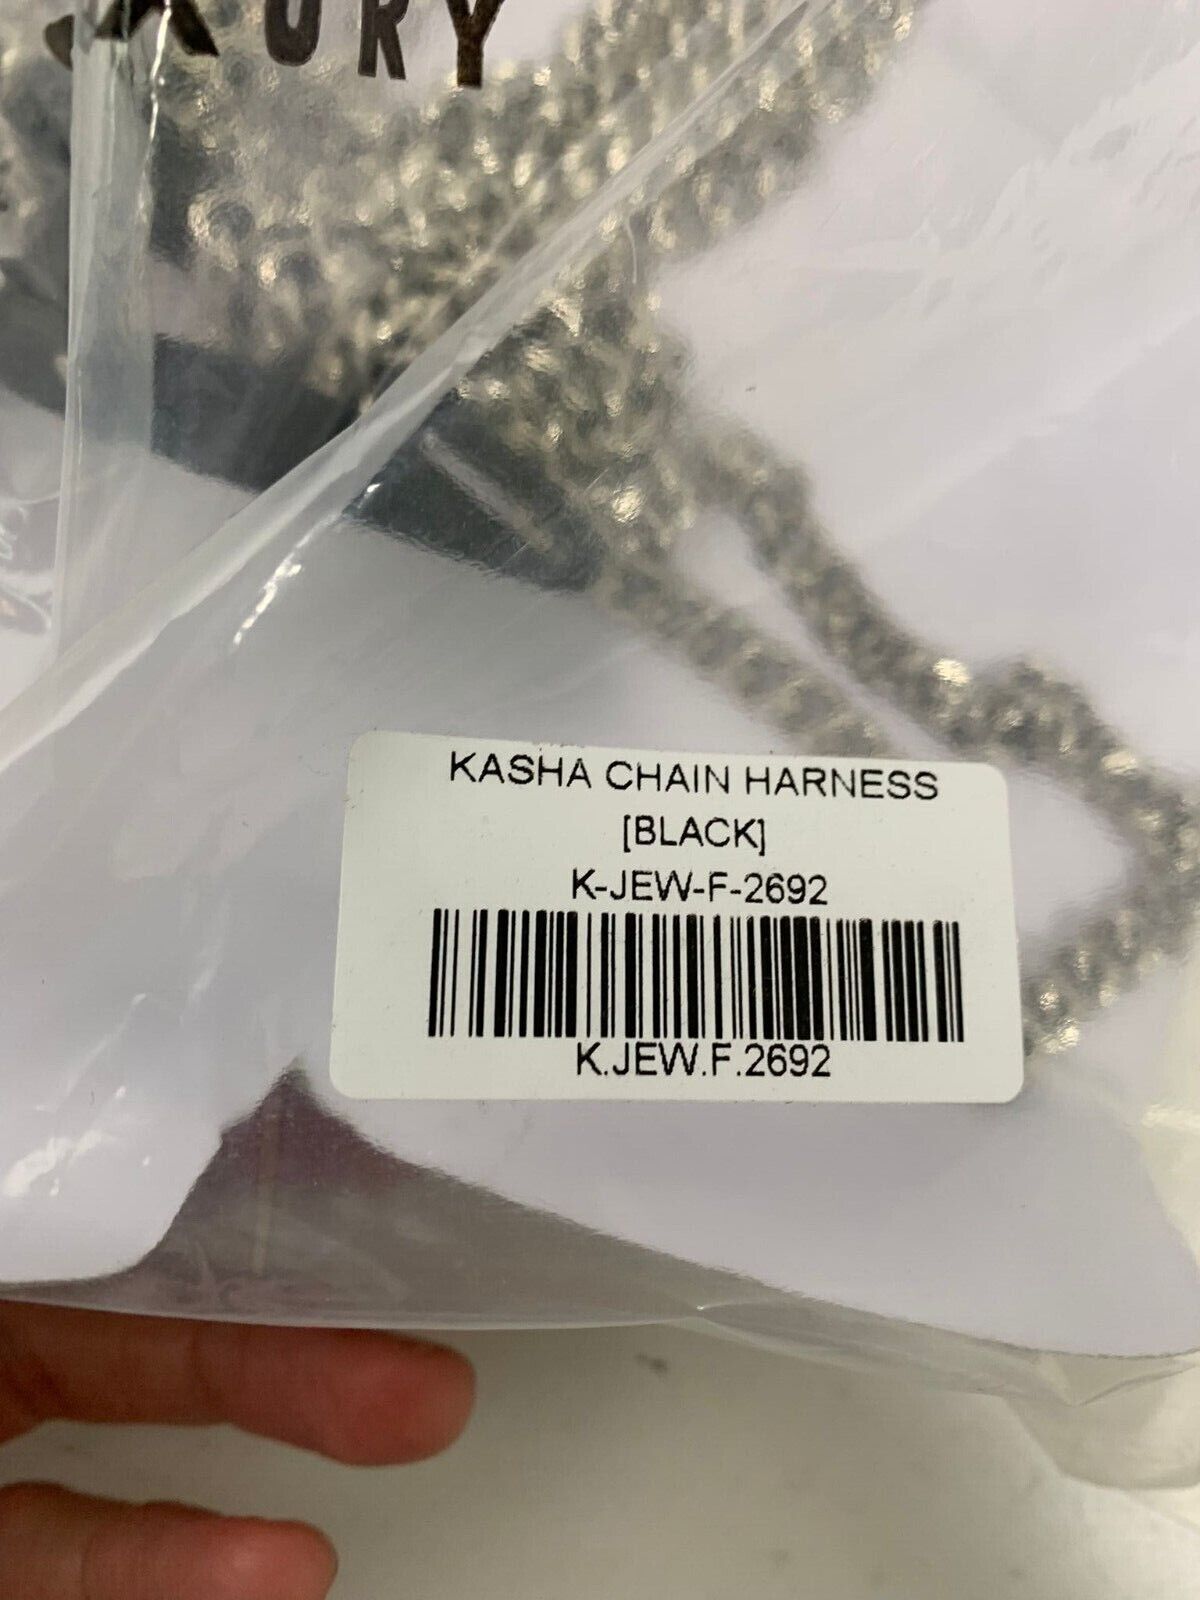 KASHA CHAIN HARNESS
[BLACK]
K-JEW-F-2692
K.JEW.F.2692